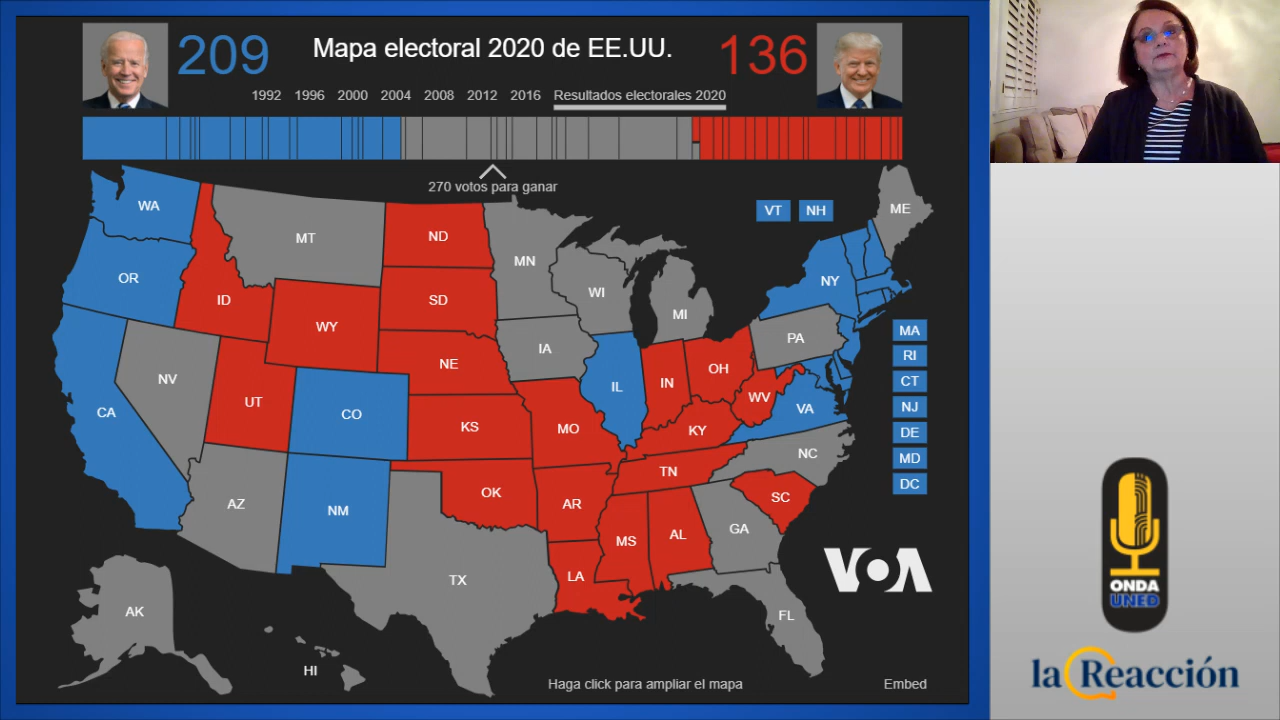 209
Mapa electoral 2020 de EE.UU.
136
1992 1996 2000 2004 2008 2012 2016 Resultados electorales 2020
270 votos para ganar
WA
MT
ND
MN
VT
NH
ME
OR
ID
SD
WI
NY
WY
MI
MA
NV
NE
IA
PA
RI
CA
UT
CO
KS
MO
IL
IN
OH
WV
VA
CT
NJ
KY
DE
NC
MD
AZ
NM
OK
AR
TN
SC
DC
MS
AL
GA
TX
LA
VOA
AK
FL
HI
Haga click para ampliar el mapa
Embed
ONDA
UNED
la Reacción